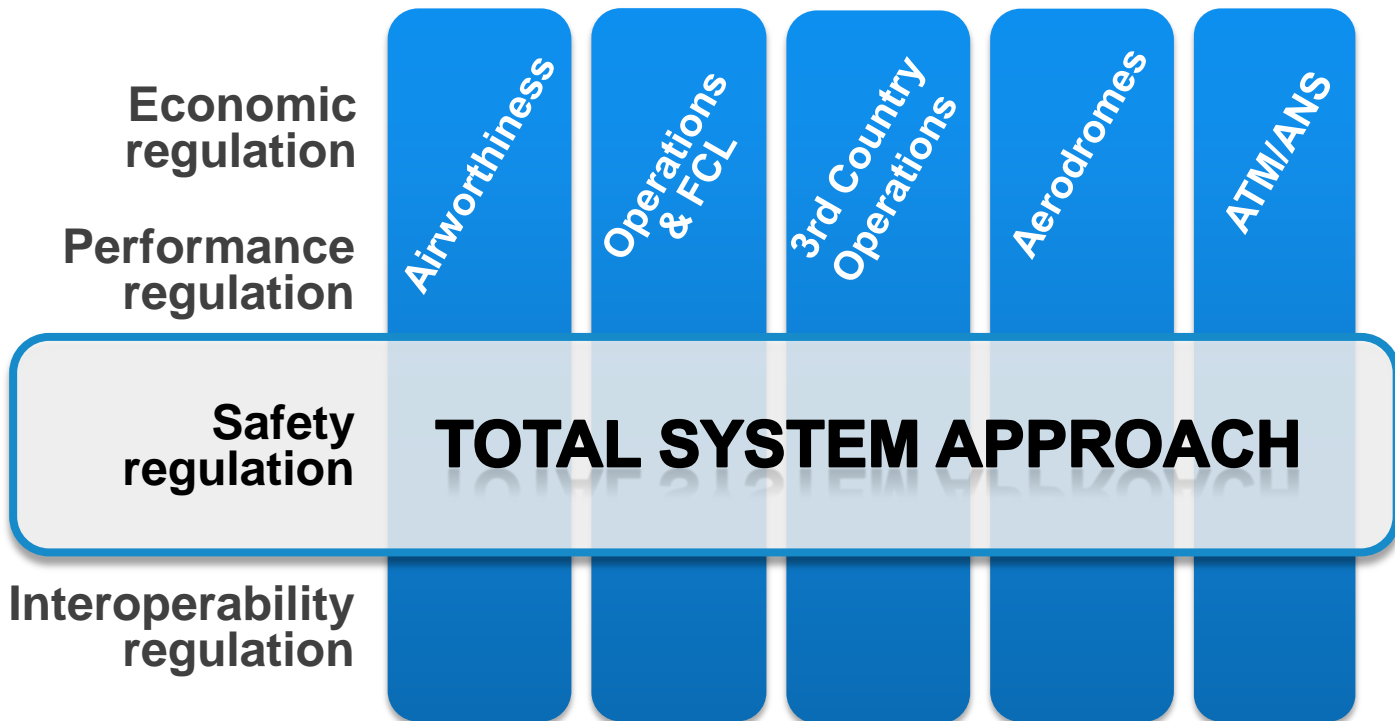 Economic
regulation
Performance
regulation
Airworthiness
Operations
& FCL
3rd Country
Operations
Aerodromes
ATM/ANS
Safety
regulation
TOTAL SYSTEM APPROACH
Interoperability
regulation